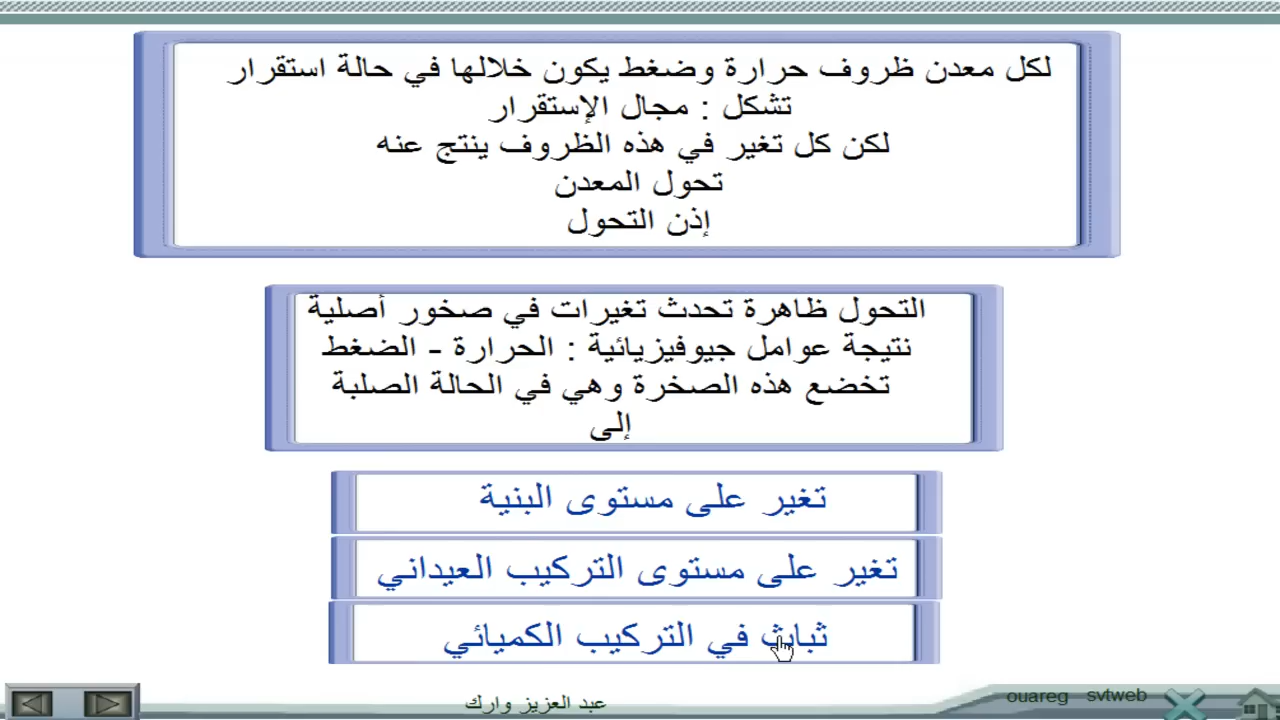 لكل معدن ظروف حرارة وضغط يكون خلالها في حالة استقرار
تشكل : مجال الإستقرار
لكن كل تغير في هذه الظروف ينتج عنه
تحول المعدن
إذن التحول
التحول ظاهرة تحدث تغيرات في صخور أصلية
نتيجة عوامل جيوفيزيائية : الحرارة - الضغط
تخضع هذه الصخرة وهي في الحالة الصلبة
إلى
تغير على مستوى البنية
تغير على مستوى التركيب العيداني
ثبات في التركيب الكميائي
عبد العزيز وارك
ouareg svtweb